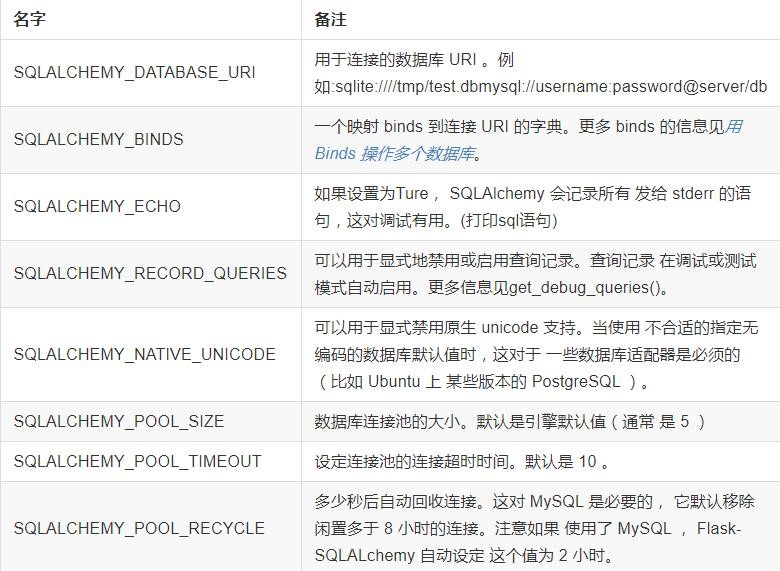 名字
备注
SQLALCHEMY_DATABASE_URI
用于连接的数据库 URI 。例
如:sqlite:////tmp/test.dbmysql://username:password@server/db
SQLALCHEMY_BINDS
一个映射 binds 到连接 URI 的字典。更多 binds 的信息见用
Binds 操作多个数据库。
SQLALCHEMY_ECHO
如果设置为Ture， SQLAlchemy 会记录所有 发给 stderr 的语
句，这对调试有用。(打印sql语句)
SQLALCHEMY_RECORD_QUERIES
可以用于显式地禁用或启用查询记录。查询记录 在调试或测试
模式自动启用。更多信息见get_debug_queries()。
SQLALCHEMY_NATIVE_UNICODE
可以用于显式禁用原生 unicode 支持。当使用 不合适的指定无
编码的数据库默认值时，这对于 一些数据库适配器是必须的
（比如 Ubuntu 上 某些版本的 PostgreSQL ）。
SQLALCHEMY_POOL_SIZE
数据库连接池的大小。默认是引擎默认值（通常 是 5 ）
SQLALCHEMY_POOL_TIMEOUT
设定连接池的连接超时时间。默认是 10 。
SQLALCHEMY_POOL_RECYCLE
多少秒后自动回收连接。这对 MySQL 是必要的， 它默认移除
闲置多于 8 小时的连接。注意如果 使用了 MySQL ， Flask-
SQLALchemy 自动设定 这个值为 2 小时。